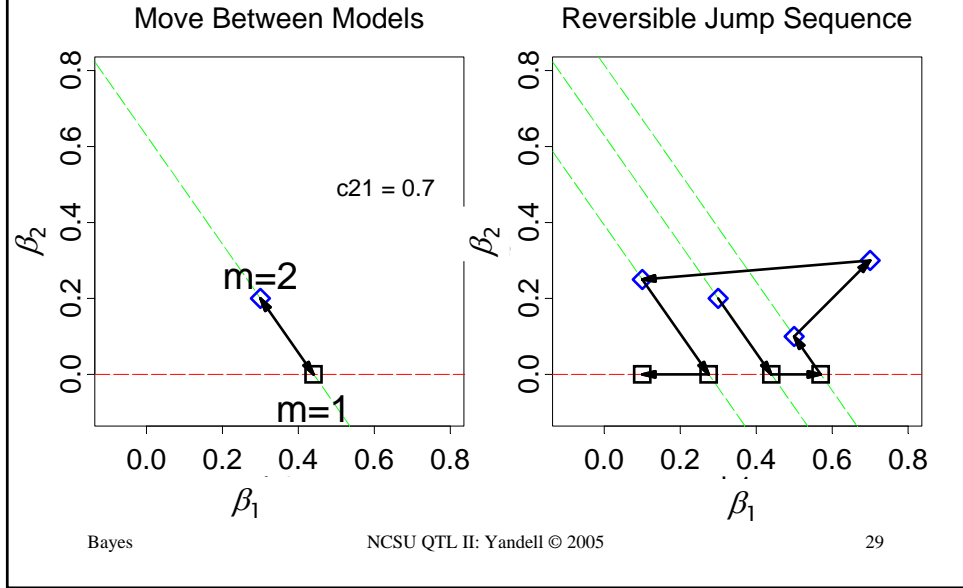 Move Between Models
Reversible Jump Sequence
0.8
0.6
0.4
0.2
0.0
β2
c21 = 0.7
m=2
m=1
0.0 0.2 0.4 0.6 0.8
β1
0.8
0.6
0.4
0.2
0.0
β2
0.0 0.2 0.4 0.6 0.8
β1
Bayes
NCSU QTL II: Yandell © 2005
29